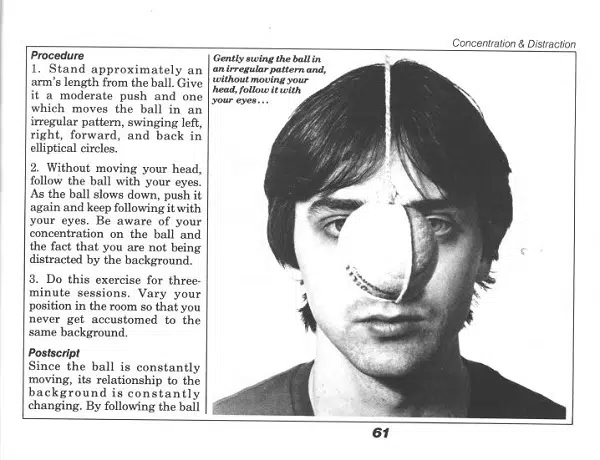 Concentration & Distraction
Procedure
1. Stand approximately an
arm's length from the ball. Give
it a moderate push and one
which moves the ball in an
irregular pattern, swinging left,
right, forward, and back in
elliptical circles.
2. Without moving your head,
follow the ball with your eyes.
As the ball slows down, push it
again and keep following it with
your eyes. Be aware of your
concentration on the ball and
the fact that you are not being
distracted by the background.
3. Do this exercise for three-
minute sessions. Vary your
position in the room so that you
never get accustomed to the
same background.
Postscript
Since the ball is constantly
moving, its relationship to the
background is constantly
changing. By following the ball
Gently swing the ball in
an irregular pattern and,
without moving your
head, follow it with
your eyes...
61